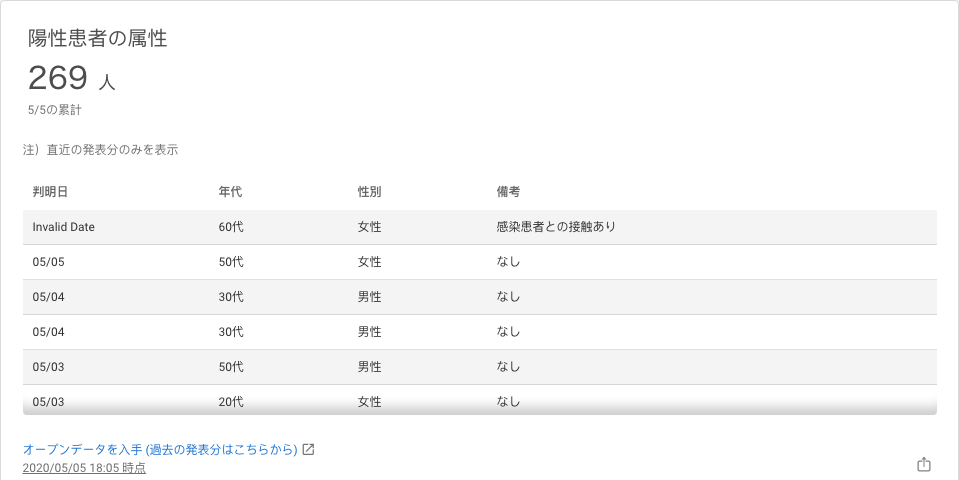 陽性患者の属性
269 人
5/5の累計
注）直近の発表分のみを表示
判明日 年代 性別 備考
Invalid Date 60代 女性 感染患者との接触あり
05/05 50代 女性 なし
05/04 30代 男性 なし
05/04 30代 男性 なし
05/03 50代 男性 なし
05/03 20代 女性 なし
オープンデータを入手 (過去の発表分はこちらから)
2020/05/05 18:05 時点